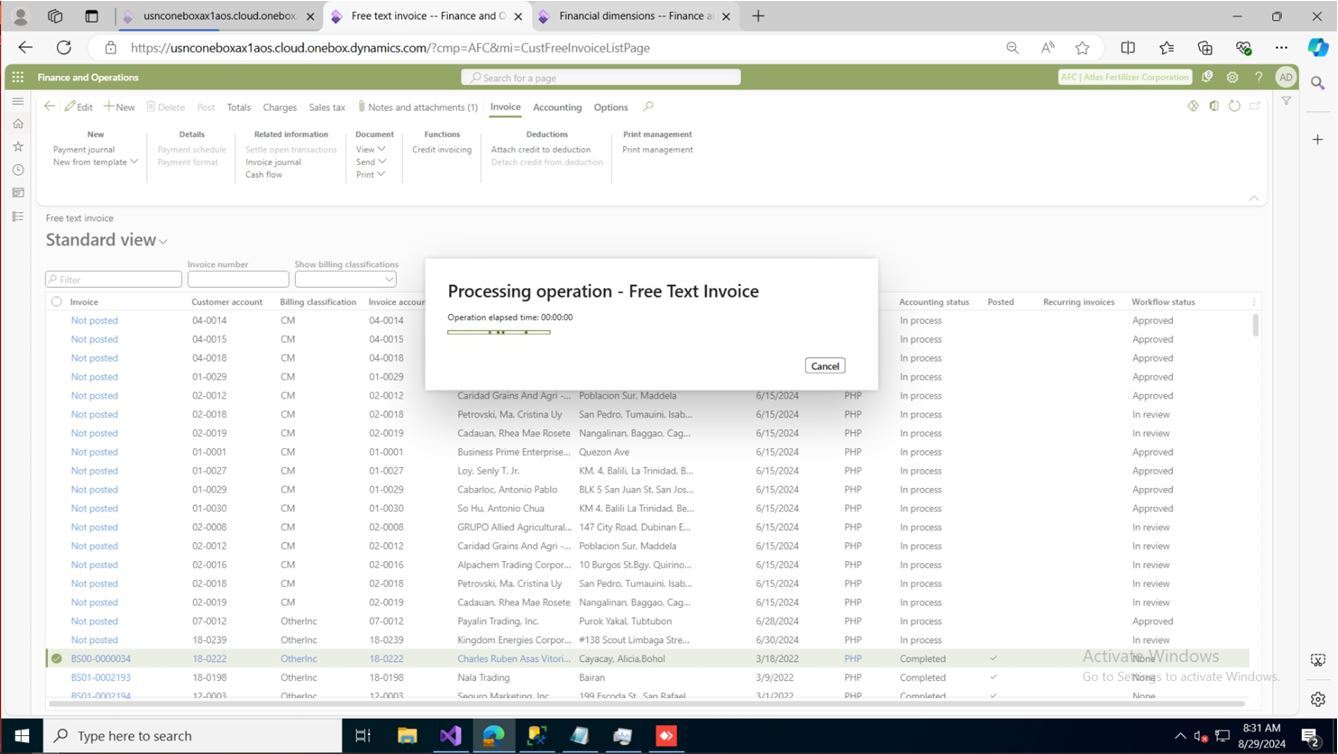 usnconeboxax1aos.cloud.onebox.
Free text invoice -- Finance and O
Financial dimensions -- Finance a
https://usnconeboxax1aos.cloud.onebox.dynamics.com/?cmp=AFC&mi=CustFreeInvoiceListPage
Finance and Operations
Search for a page
AFC | Atlas Fertilizer Corporation
AD
Edit New Delete Post Totals Charges Sales tax Notes and attachments (1) Invoice Accounting Options
New Details Related information Document Functions Deductions Print management
Payment journal Payment schedule Settle open transactions View Credit invoicing Attach credit to deduction Print management
New from template Payment format Invoice journal Send Detach credit from deduction
Cash flow Print
Free text invoice
Standard view
Invoice number Show billing classifications
Filter
Processing operation - Free Text Invoice
Operation elapsed time: 00:00:00
Cancel
Invoice Customer account Billing classification Invoice accoun Accounting status Posted Recurring invoices Workflow status
Not posted 04-0014 CM 04-0014 In process Approved
Not posted 04-0015 CM 04-0015 In process Approved
Not posted 04-0018 CM 04-0018 In process Approved
Not posted 01-0029 CM 01-0029 In process Approved
Not posted 02-0012 CM 02-0012 Caridad Grains And Agri -... Poblacion Sur, Maddela 6/15/2024 PHP In process Approved
Not posted 02-0018 CM 02-0018 Petrovski, Ma. Cristina Uy San Pedro, Tumauini, Isab... 6/15/2024 PHP In process In review
Not posted 02-0019 CM 02-0019 Cadauan, Rhea Mae Rosete Nangalinan, Baggao, Cag... 6/15/2024 PHP In process In review
Not posted 01-0001 CM 01-0001 Business Prime Enterprise... Quezon Ave 6/15/2024 PHP In process Approved
Not posted 01-0027 CM 01-0027 Loy, Senly T. Jr. KM. 4, Balili, La Trinidad, B... 6/15/2024 PHP In process Approved
Not posted 01-0029 CM 01-0029 Cabarloc, Antonio Pablo BLK 5 San Juan St, San Jos... 6/15/2024 PHP In process Approved
Not posted 01-0030 CM 01-0030 So Hu, Antonio Chua KM 4, Balili La Trinidad, Be... 6/15/2024 PHP In process Approved
Not posted 02-0008 CM 02-0008 GRUPO Allied Agricultural... 147 City Road, Dubinan E... 6/15/2024 PHP In process In review
Not posted 02-0012 CM 02-0012 Caridad Grains And Agri -... Poblacion Sur, Maddela 6/15/2024 PHP In process In review
Not posted 02-0016 CM 02-0016 Alpachem Trading Corpor... 10 Burgos St.Bgy. Quirino... 6/15/2024 PHP In process In review
Not posted 02-0018 CM 02-0018 Petrovski, Ma. Cristina Uy San Pedro, Tumauini, Isab... 6/15/2024 PHP In process In review
Not posted 02-0019 CM 02-0019 Cadauan, Rhea Mae Rosete Nangalinan, Baggao, Cag... 6/15/2024 PHP In process In review
Not posted 07-0012 OtherInc 07-0012 Payalin Trading, Inc. Purok Yakal, Tubtubon 6/28/2024 PHP In process Approved
Not posted 18-0239 OtherInc 18-0239 Kingdom Energies Corpor... #138 Scout Limbaga Stre... 6/30/2024 PHP In process In review
BS00-0000034 18-0222 OtherInc 18-0222 Charles Ruben Asas Vitori... Cayacay, Alicia,Bohol 3/18/2022 PHP Completed None
BS01-0002193 18-0198 OtherInc 18-0198 Nala Trading Bairan 3/9/2022 PHP Completed None
BS01-0002194 12-0003 OtherInc 12-0003 Seguro Marketing, Inc. 199 Escoda St., San Rafael 3/1/2022 PHP Completed None
Activate Windows
Go to Settings to activate Windows.
Type here to search
8:31 AM
8/29/2024
2